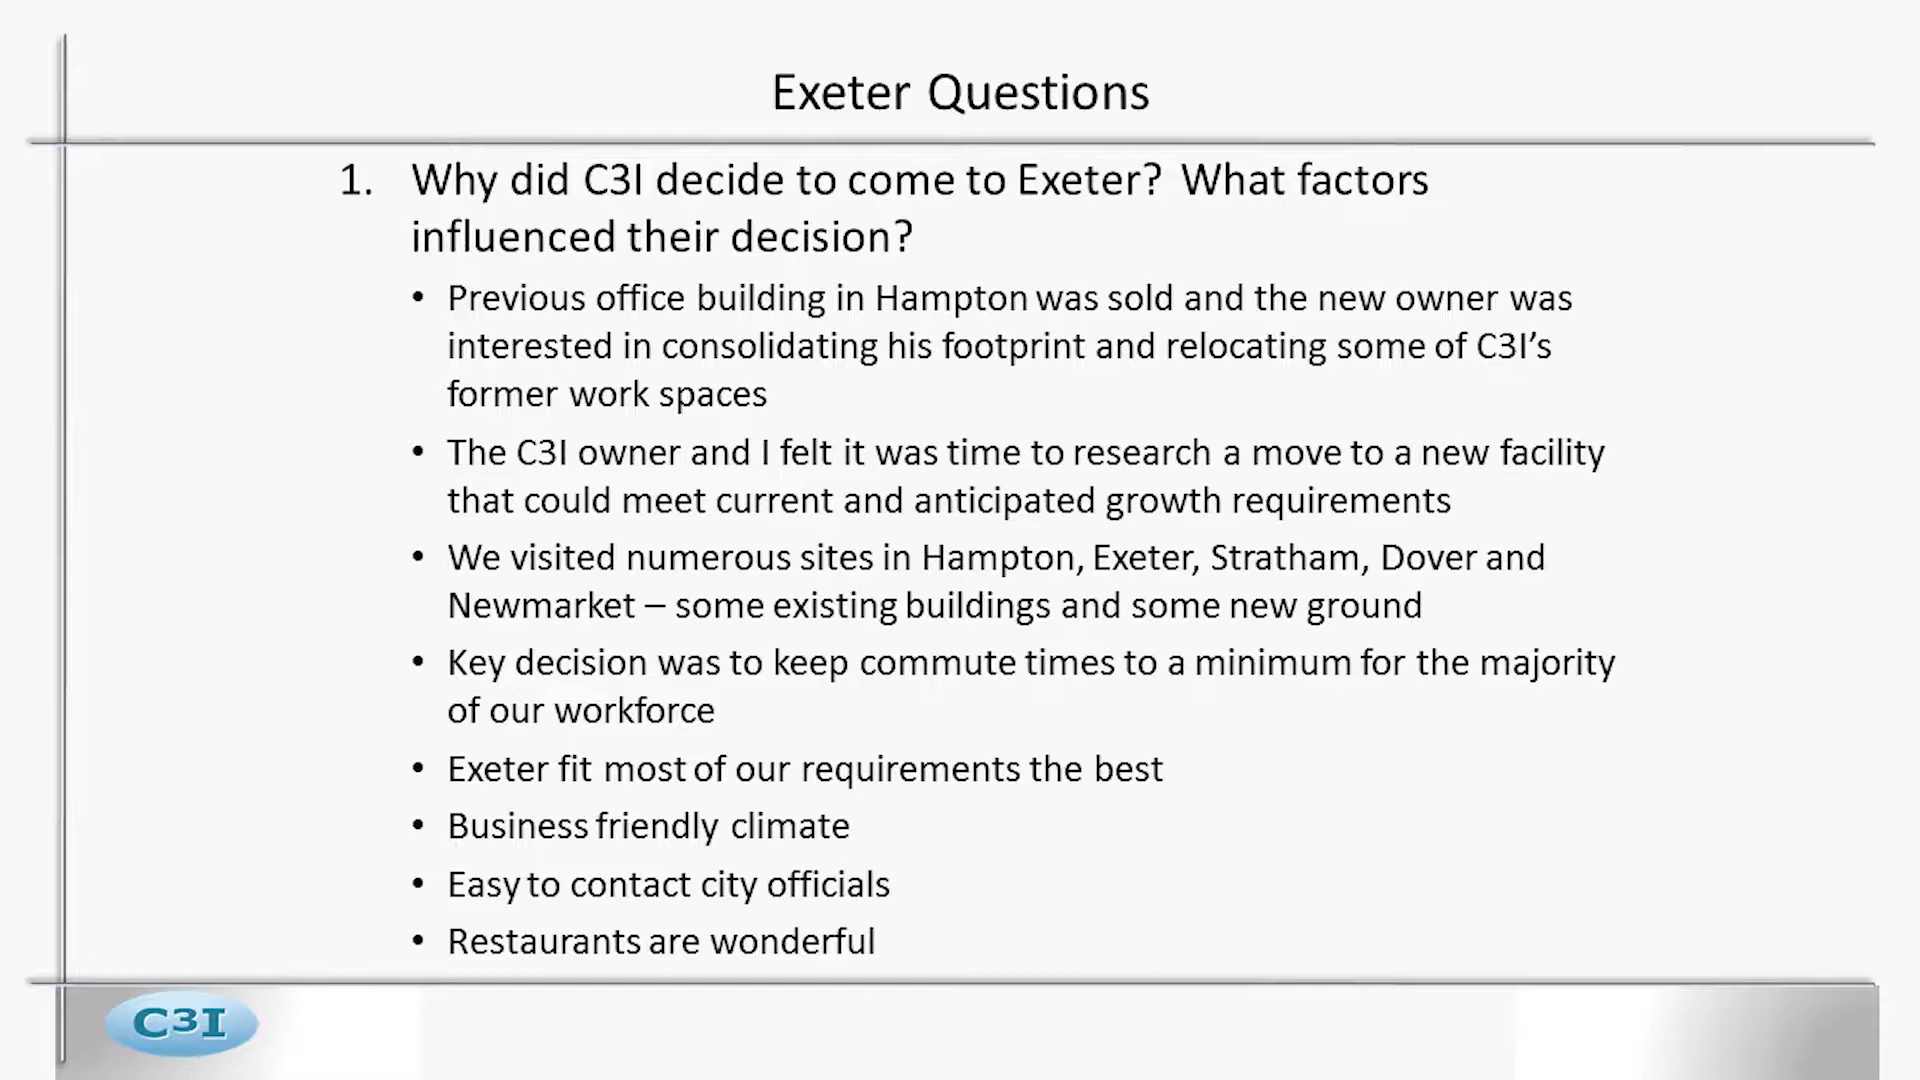 Exeter Questions
1. Why did C3I decide to come to Exeter? What factors
influenced their decision?
• Previous office building in Hampton was sold and the new owner was
interested in consolidating his footprint and relocating some of C3I’s
former work spaces
• The C3I owner and I felt it was time to research a move to a new facility
that could meet current and anticipated growth requirements
• We visited numerous sites in Hampton, Exeter, Stratham, Dover and
Newmarket – some existing buildings and some new ground
• Key decision was to keep commute times to a minimum for the majority
of our workforce
• Exeter fit most of our requirements the best
• Business friendly climate
• Easy to contact city officials
• Restaurants are wonderful
C3I